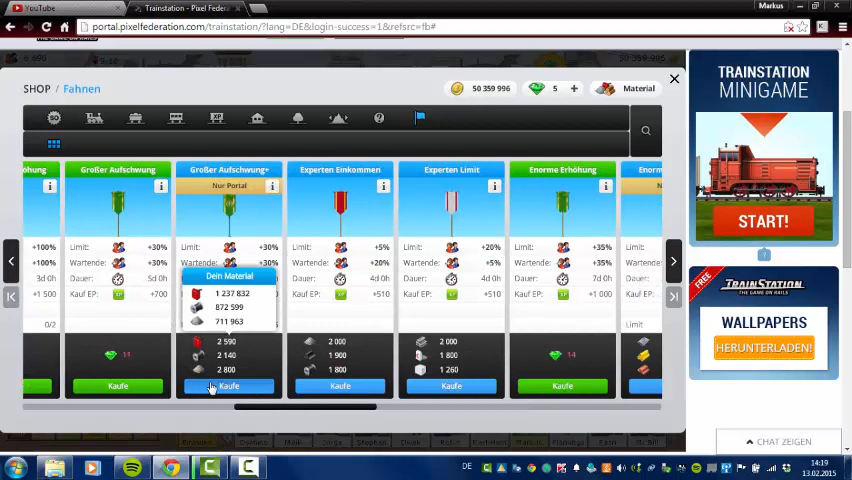 YouTube
Trainstation - Pixel Federa
Markus
portal.pixelfederation.com/trainstation/?lang=DE&login-success=1&refsrc=fb#
SHOP / Fahnen
50 359 996
5
Material
Großer Aufschwung
Großer Aufschwung+
Experten Einkommen
Experten Limit
Enorme Erhöhung
Nur Portal
+100%
Limit: +30%
Limit: +30%
Limit: +5%
Limit: +20%
Limit: +35%
+100%
Wartende: +30%
Wartende: +30%
Wartende: +20%
Wartende: +5%
Wartende: +35%
3d 0h
Dauer: 5d 0h
Dauer: 4d 0h
Dauer: 4d 0h
Dauer: 7d 0h
+1 500
Kauf EP: XP +700
Kauf EP: XP +510
Kauf EP: XP +510
Kauf EP: XP +1 000
Kauf
0/2
Limit
Dein Material
1 237 832
872 599
711 963
11
2 590
2 140
2 800
2 000
1 900
1 800
2 000
1 800
1 260
14
Kaufe
Kaufe
Kaufe
Kaufe
Kaufe
TRAINSTATION
MINIGAME
START!
?
FREE
TRAINSTATION
THE GAME ON RAILS
WALLPAPERS
HERUNTERLADEN!
CHAT ZEIGEN
DE
14:19
13.02.2015